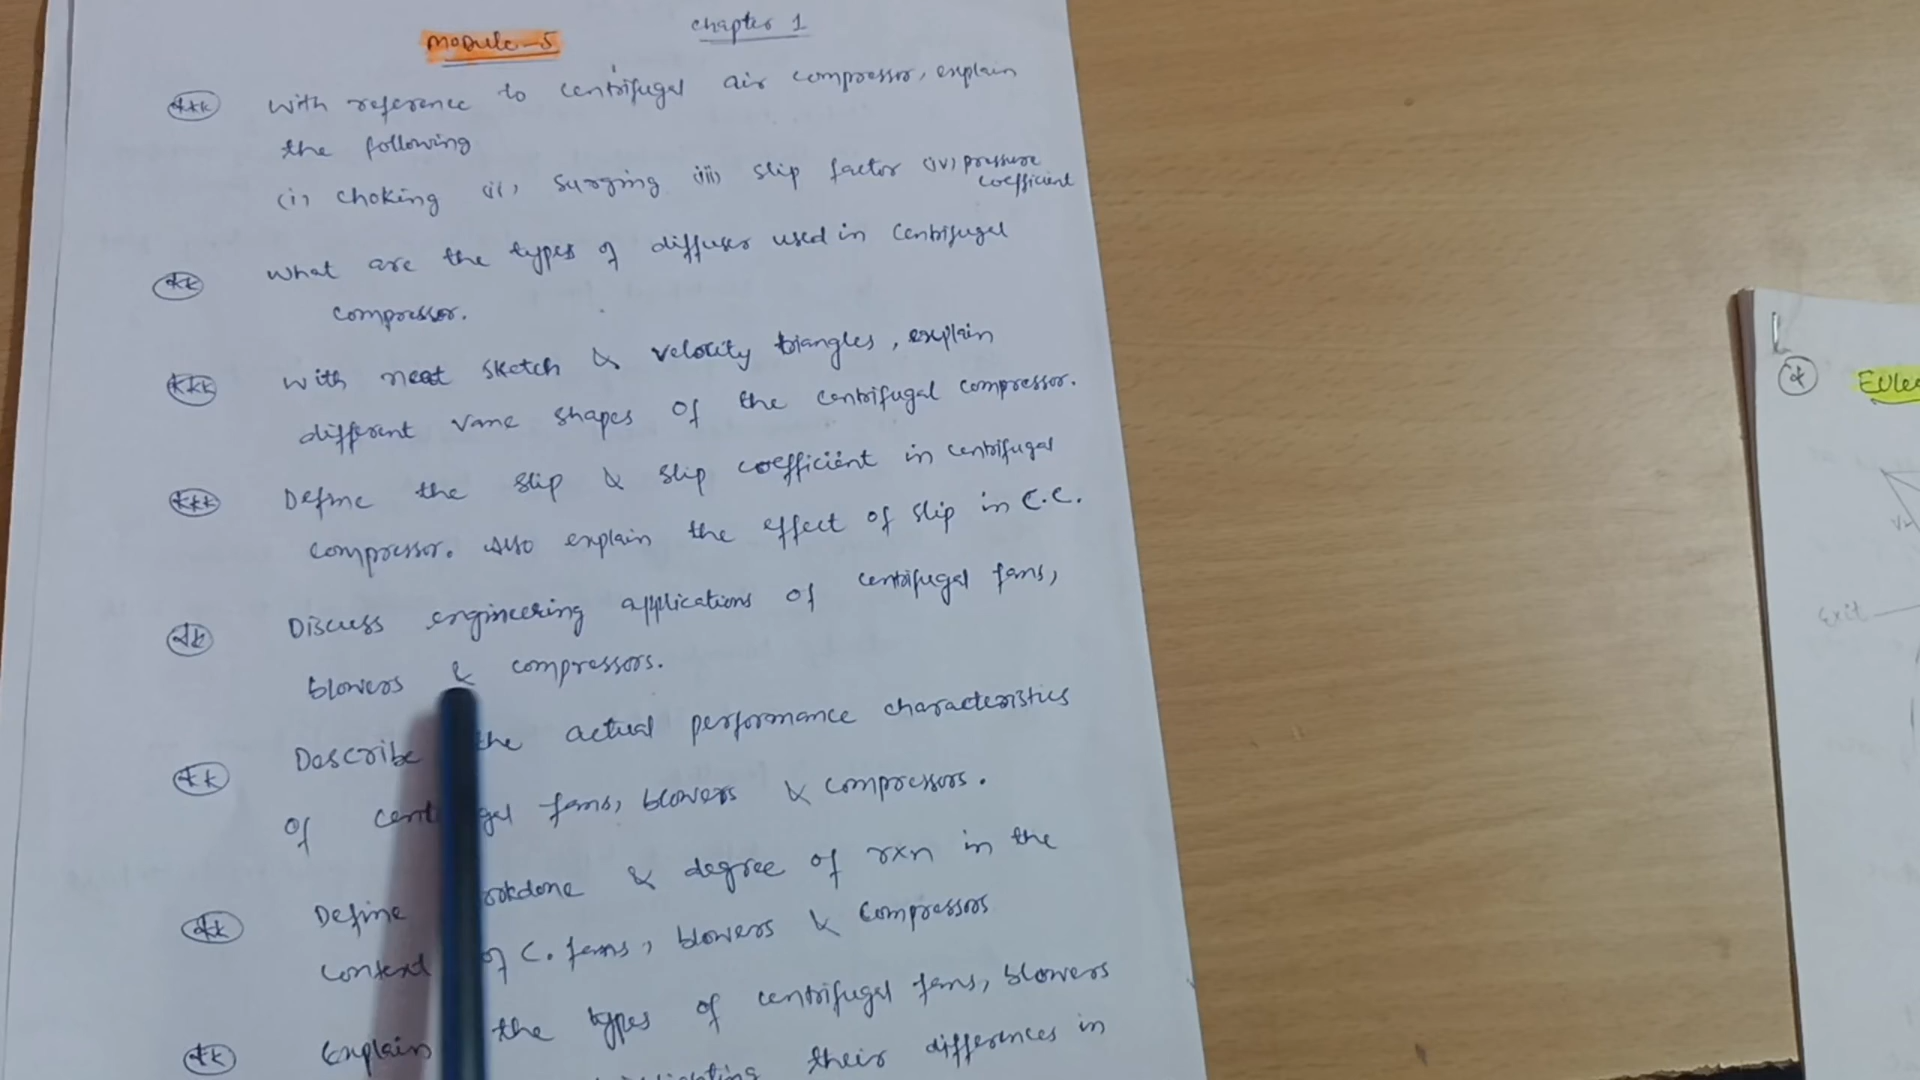 Module-5 chapter 1
*** With reference to centrifugal air compressor, explain
the following
(i) choking (ii) surging (iii) slip factor (iv) pressure
coefficient
** What are the types of diffuser used in centrifugal
compressor.
*** With neat sketch & velocity triangles, explain
different vane shapes of the centrifugal compressor.
*** Define the slip & slip coefficient in centrifugal
compressor. Also explain the effect of slip in C.C.
** Discuss engineering applications of centrifugal fans,
blowers & compressors.
** Describe the actual performance characteristics
of fans, blowers & compressors.
** Define & degree of rxn in the
context of C. fans, blowers & compressors
** Explain the types of centrifugal fans, blowers
their differences in
*
Exit